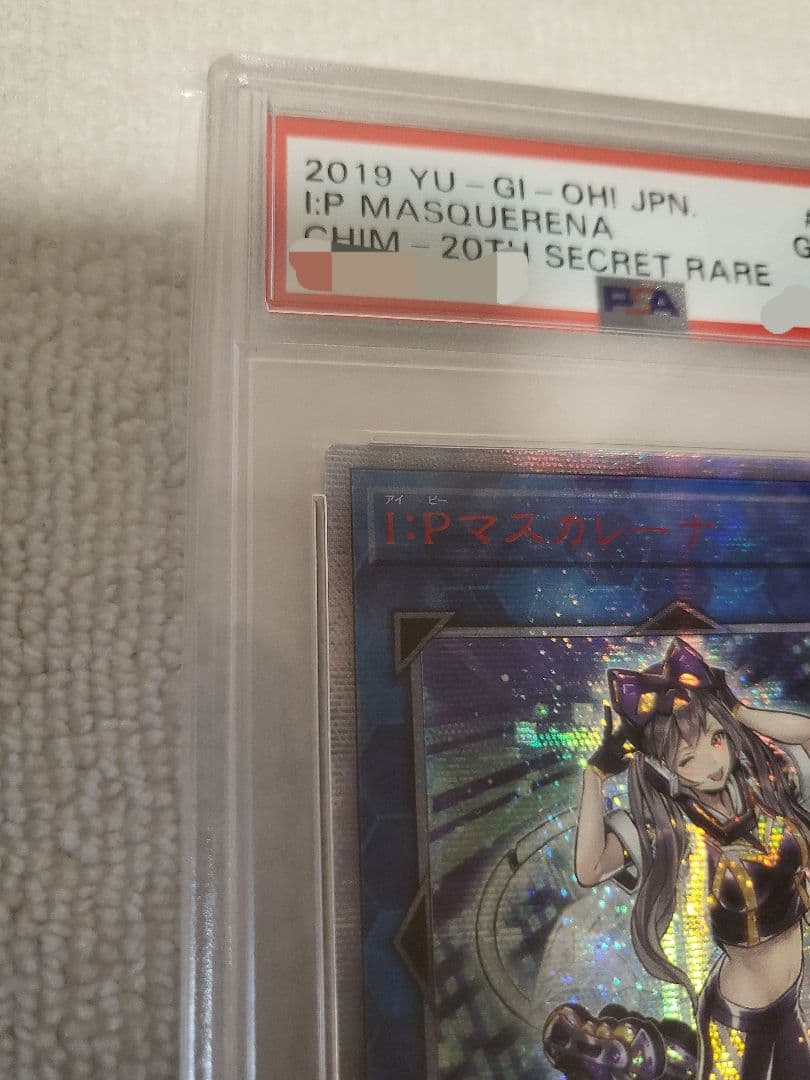 2019 YU-GI-OH! JPN.
I:P MASQUERENA
CHIM-20TH SECRET RARE
PSA
アイ ピー
I:Pマスカレーナ